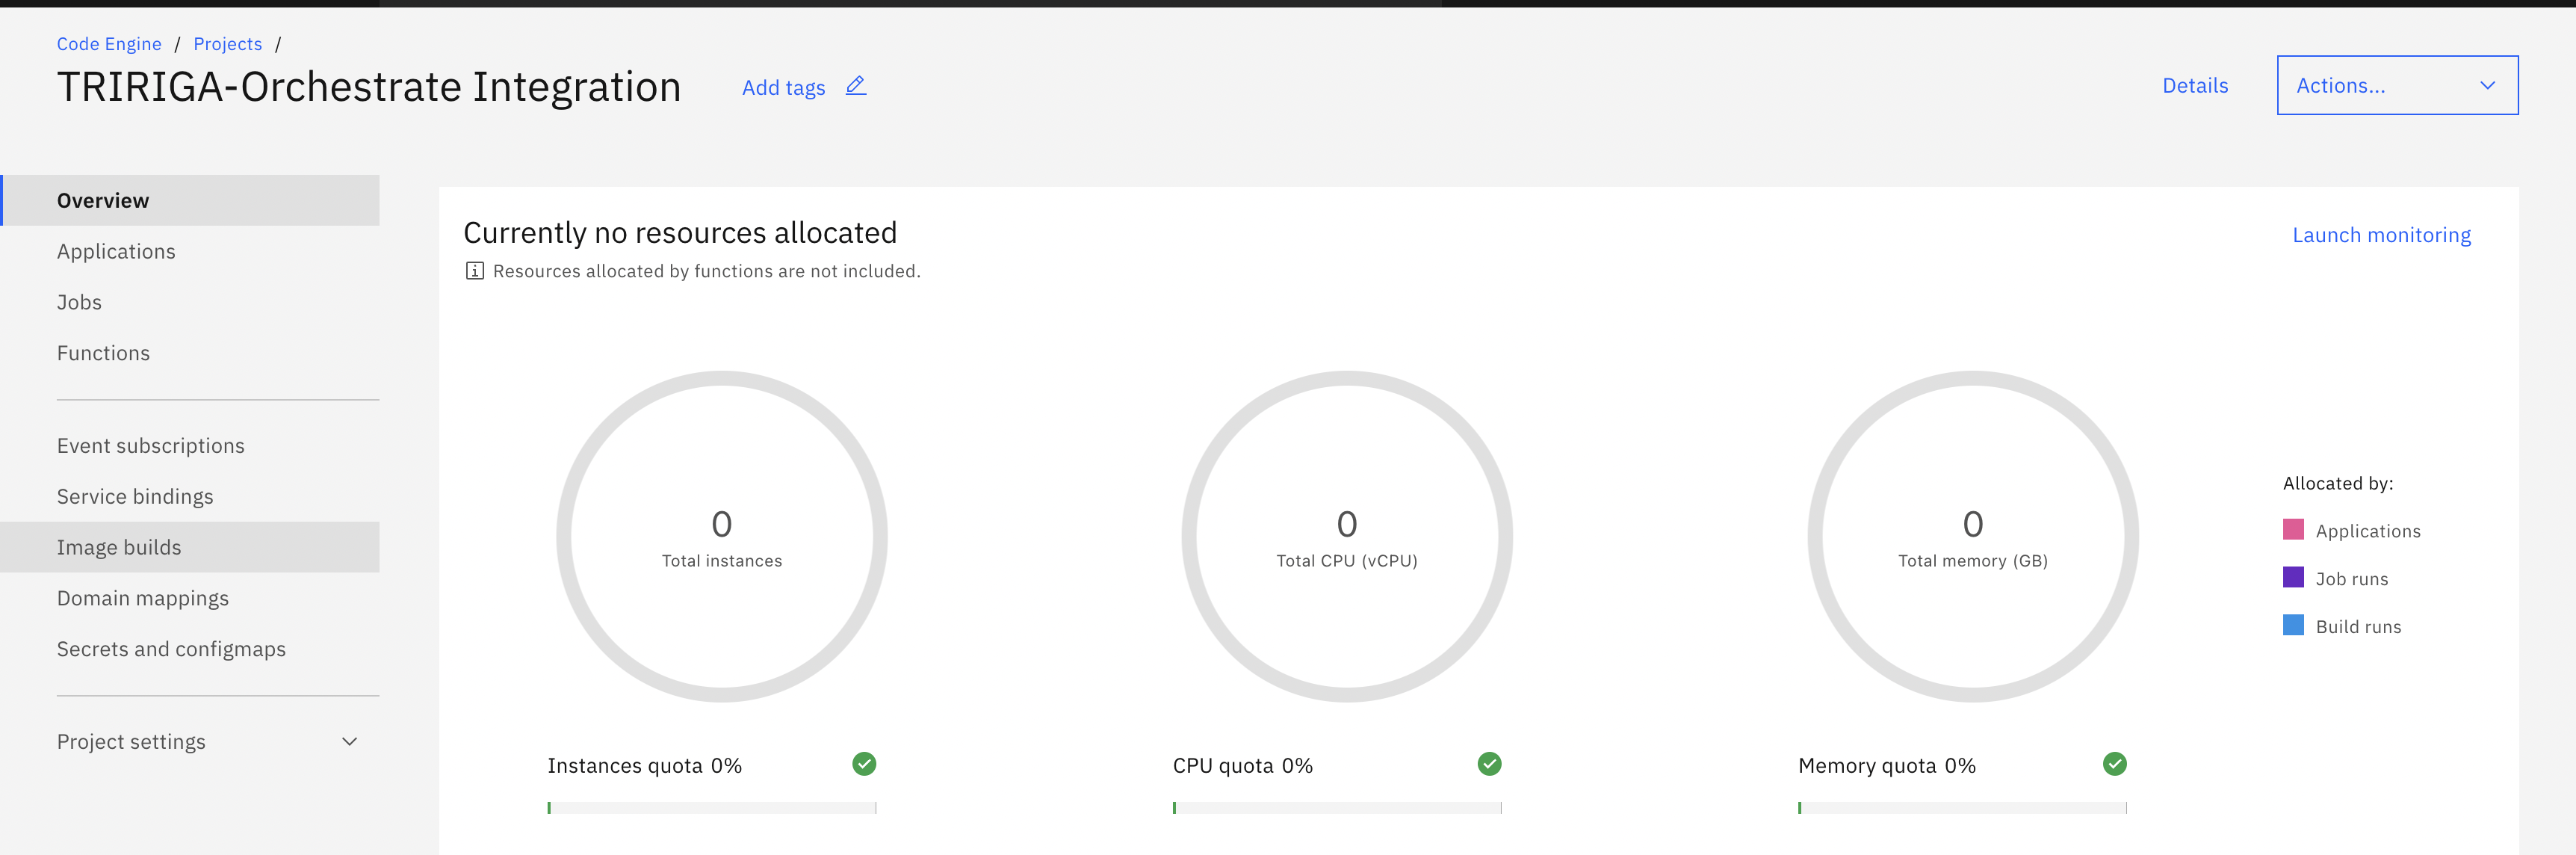 Code Engine / Projects /
TRIRIGA-Orchestrate Integration
Add tags
Details
Actions...
Overview
Applications
Jobs
Functions
Event subscriptions
Service bindings
Image builds
Domain mappings
Secrets and configmaps
Project settings
Currently no resources allocated
Launch monitoring
Resources allocated by functions are not included.
0
Total instances
0
Total CPU (vCPU)
0
Total memory (GB)
Allocated by:
Applications
Job runs
Build runs
Instances quota 0%
CPU quota 0%
Memory quota 0%